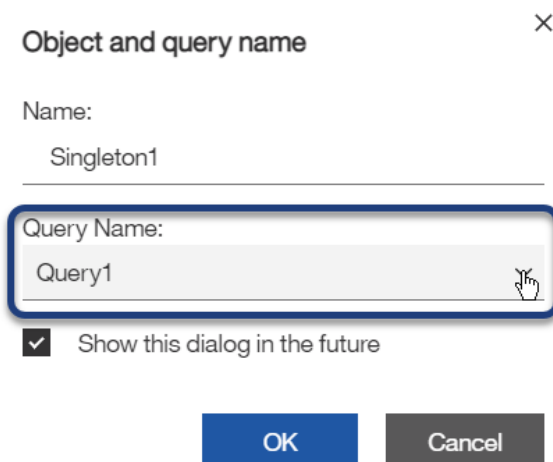 Object and query name
Name:
Singleton1
Query Name:
Query1
Show this dialog in the future
OK
Cancel